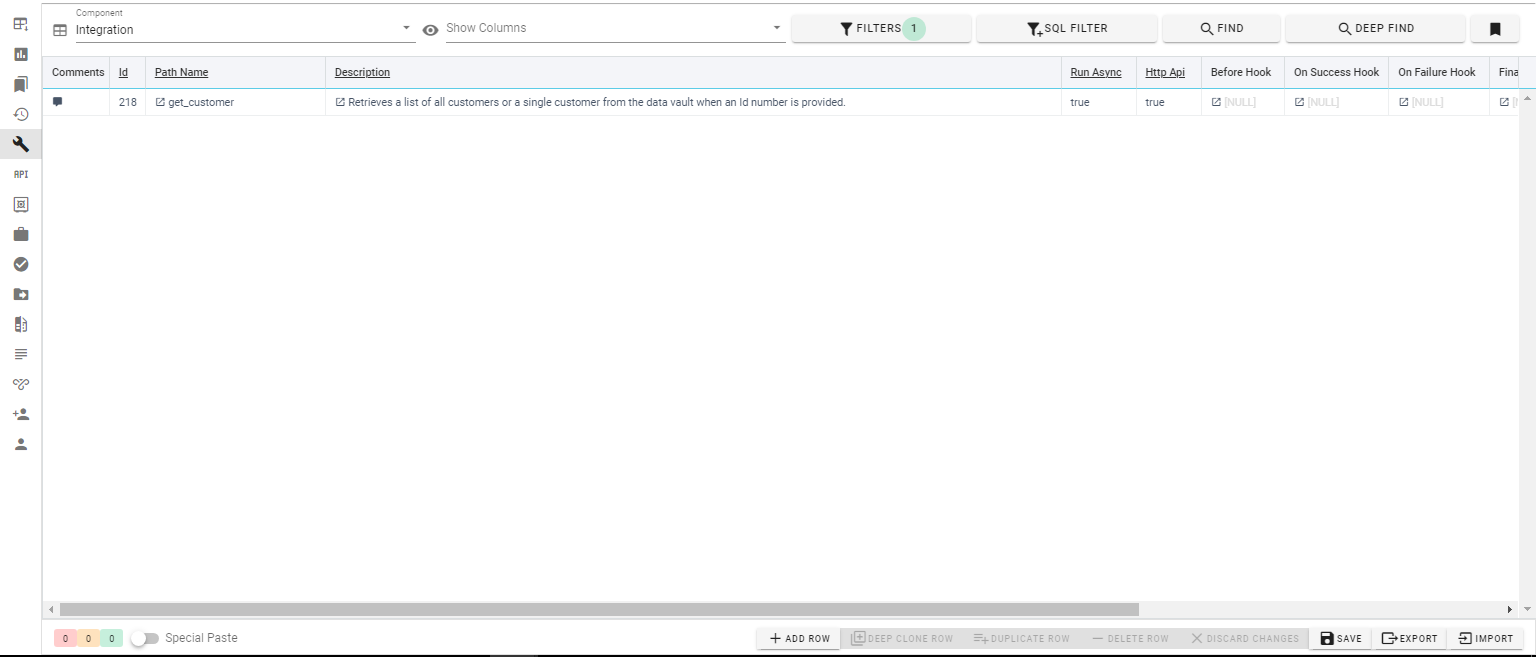 Component
Integration
Show Columns
FILTERS 1
SQL FILTER
FIND
DEEP FIND
Comments Id Path Name Description Run Async Http Api Before Hook On Success Hook On Failure Hook Fina
218 get_customer Retrieves a list of all customers or a single customer from the data vault when an Id number is provided. true true [NULL] [NULL] [NULL]
API
0 0 0 Special Paste ADD ROW DEEP CLONE ROW DUPLICATE ROW DELETE ROW DISCARD CHANGES SAVE EXPORT IMPORT